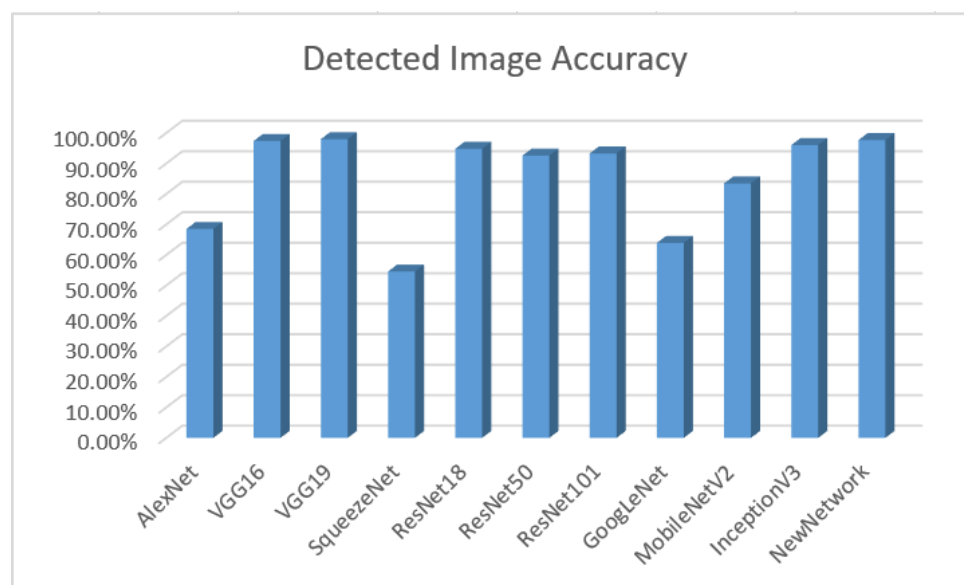 Detected Image Accuracy
100.00%
90.00%
80.00%
70.00%
60.00%
50.00%
40.00%
30.00%
20.00%
10.00%
0.00%
AlexNet
VGG16
VGG19
SqueezeNet
ResNet18
ResNet50
ResNet101
GoogLeNet
MobileNetV2
InceptionV3
NewNetwork